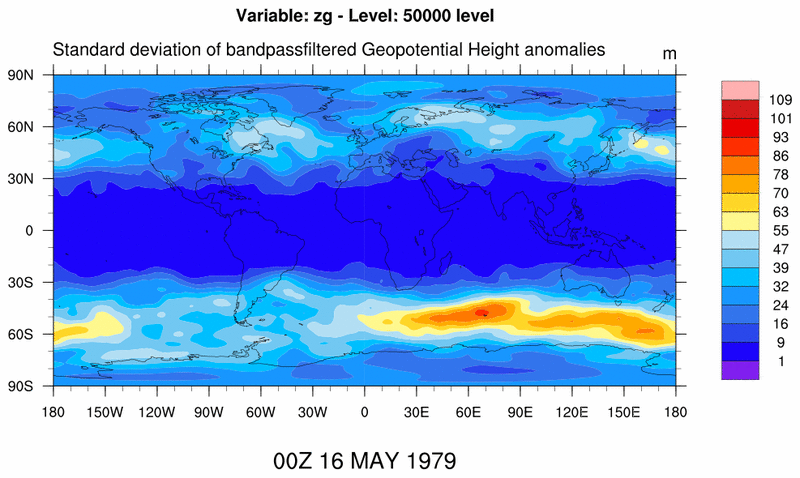 Variable: zg - Level: 50000 level
Standard deviation of bandpassfiltered Geopotential Height anomalies
m
90N
60N
30N
0
30S
60S
90S
180 150W 120W 90W 60W 30W 0 30E 60E 90E 120E 150E 180
109
101
93
86
78
70
63
55
47
39
32
24
16
9
1
00Z 16 MAY 1979